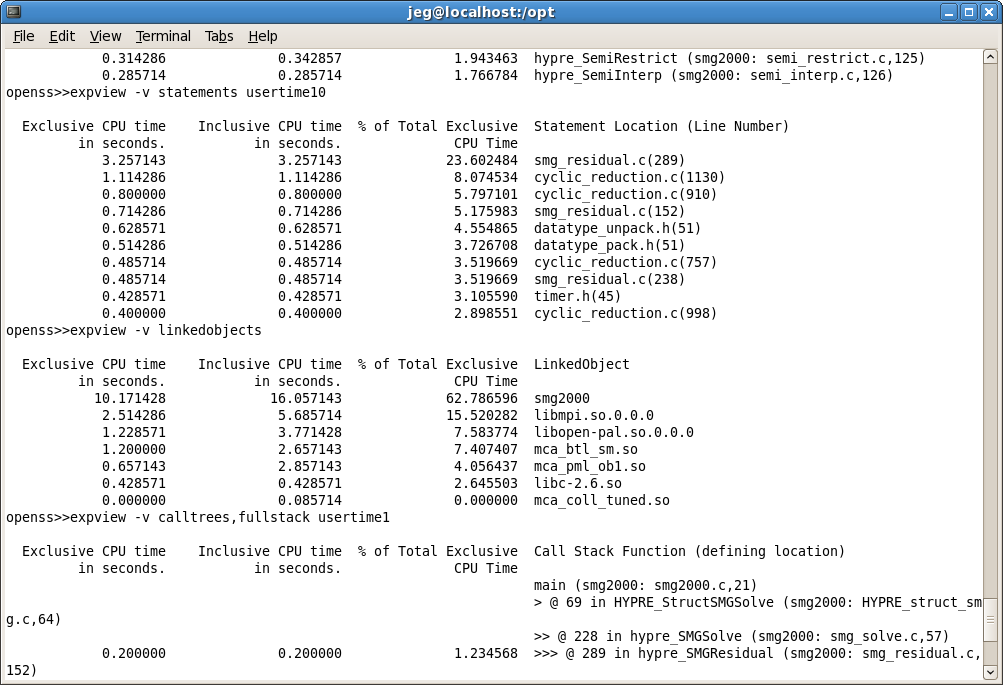 jeg@localhost:/opt
File Edit View Terminal Tabs Help
0.314286 0.342857 1.943463 hypre_SemiRestrict (smg2000: semi_restrict.c,125)
0.285714 0.285714 1.766784 hypre_SemiInterp (smg2000: semi_interp.c,126)
openss>>expview -v statements usertime10
Exclusive CPU time Inclusive CPU time % of Total Exclusive Statement Location (Line Number)
in seconds. in seconds. CPU Time
3.257143 3.257143 23.602484 smg_residual.c(289)
1.114286 1.114286 8.074534 cyclic_reduction.c(1130)
0.800000 0.800000 5.797101 cyclic_reduction.c(910)
0.714286 0.714286 5.175983 smg_residual.c(152)
0.628571 0.628571 4.554865 datatype_unpack.h(51)
0.514286 0.514286 3.726708 datatype_pack.h(51)
0.485714 0.485714 3.519669 cyclic_reduction.c(757)
0.485714 0.485714 3.519669 smg_residual.c(238)
0.428571 0.428571 3.105590 timer.h(45)
0.400000 0.400000 2.898551 cyclic_reduction.c(998)
openss>>expview -v linkedobjects
Exclusive CPU time Inclusive CPU time % of Total Exclusive LinkedObject
in seconds. in seconds. CPU Time
10.171428 16.057143 62.786596 smg2000
2.514286 5.685714 15.520282 libmpi.so.0.0.0
1.228571 3.771428 7.583774 libopen-pal.so.0.0.0
1.200000 2.657143 7.407407 mca_btl_sm.so
0.657143 2.857143 4.056437 mca_pml_ob1.so
0.428571 0.428571 2.645503 libc-2.6.so
0.000000 0.085714 0.000000 mca_coll_tuned.so
openss>>expview -v calltrees,fullstack usertime1
Exclusive CPU time Inclusive CPU time % of Total Exclusive Call Stack Function (defining location)
in seconds. in seconds. CPU Time
main (smg2000: smg2000.c,21)
> @ 69 in HYPRE_StructSMGSolve (smg2000: HYPRE_struct_sm
g.c,64)
>> @ 228 in hypre_SMGSolve (smg2000: smg_solve.c,57)
0.200000 0.200000 1.234568 >>> @ 289 in hypre_SMGResidual (smg2000: smg_residual.c,
152)